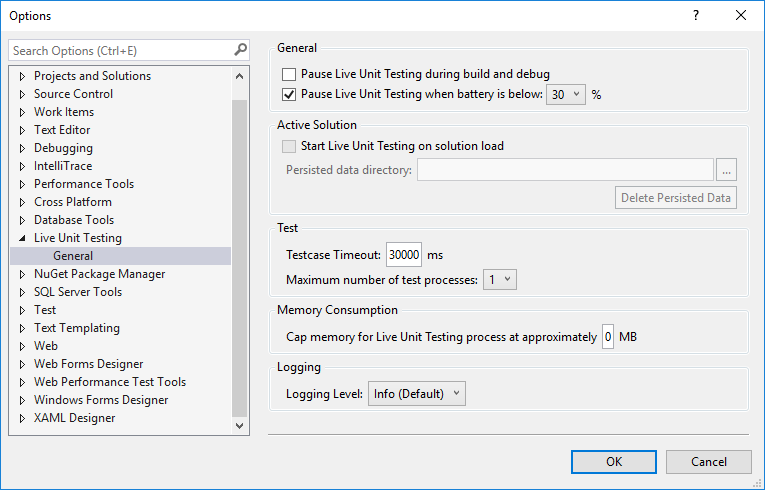 Options
?
Search Options (Ctrl+E)
Projects and Solutions
Source Control
Work Items
Text Editor
Debugging
IntelliTrace
Performance Tools
Cross Platform
Database Tools
Live Unit Testing
General
NuGet Package Manager
SQL Server Tools
Test
Text Templating
Web
Web Forms Designer
Web Performance Test Tools
Windows Forms Designer
XAML Designer
General
Pause Live Unit Testing during build and debug
Pause Live Unit Testing when battery is below: 30 %
Active Solution
Start Live Unit Testing on solution load
Persisted data directory: ...
Delete Persisted Data
Test
Testcase Timeout: 30000 ms
Maximum number of test processes: 1
Memory Consumption
Cap memory for Live Unit Testing process at approximately 0 MB
Logging
Logging Level: Info (Default)
OK Cancel